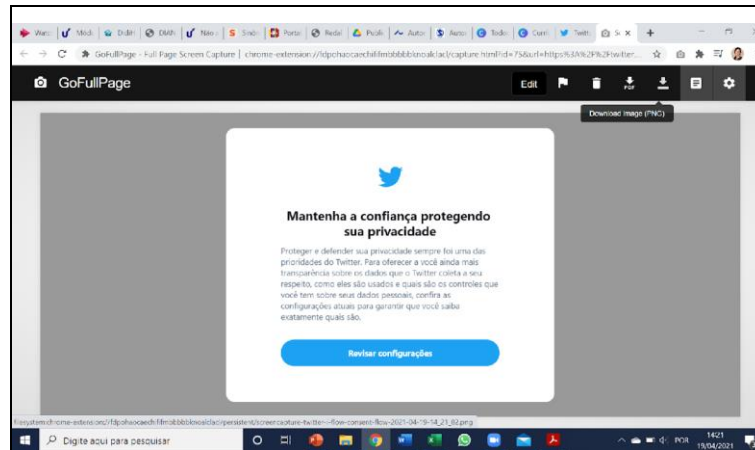 Twitt
GoFullPage - Full Page Screen Capture
GoFullPage
Edit
PDF
Download image (PNG)
Mantenha a confiança protegendo
sua privacidade
Proteger e defender sua privacidade sempre foi uma das
prioridades do Twitter. Para oferecer a você ainda mais
transparência sobre os dados que o Twitter coleta a seu
respeito, como eles são usados e quais são os controles que
você tem sobre seus dados pessoais, confira as
configurações atuais para garantir que você saiba
exatamente quais são.
Revisar configurações
Digite aqui para pesquisar
POR
14:21
19/04/2021